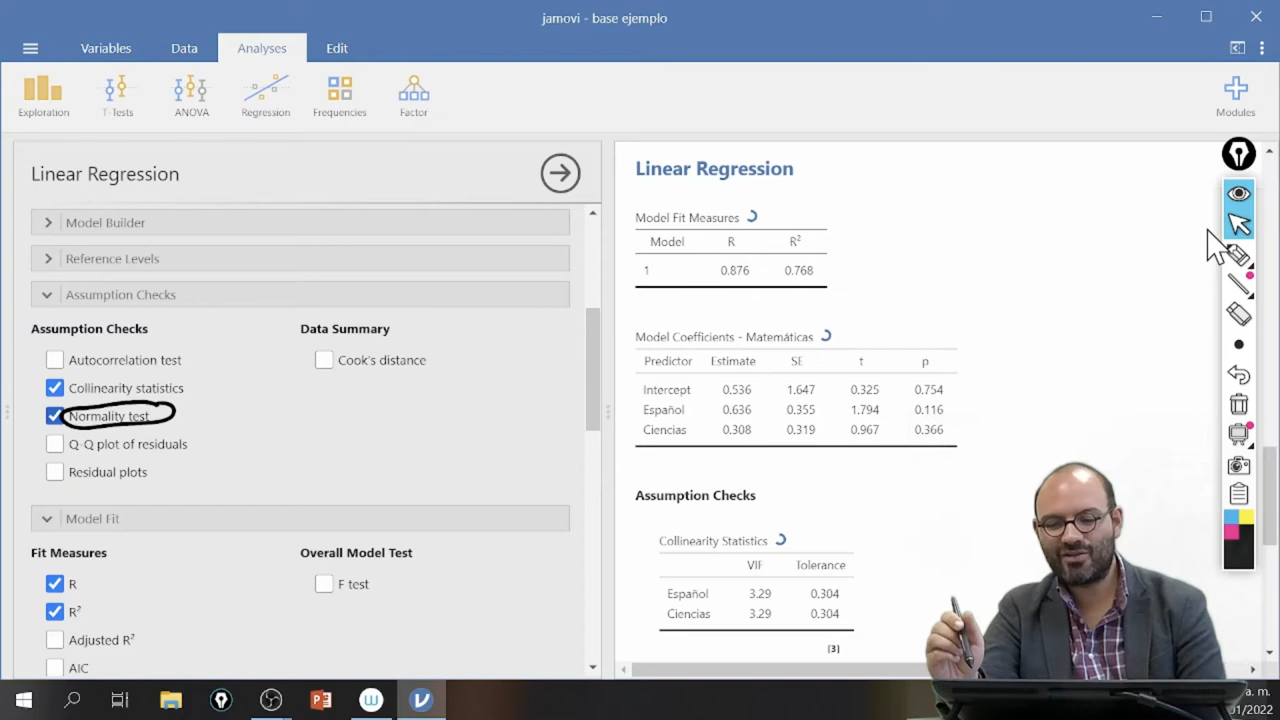 jamovi - base ejemplo
Variables Data Analyses Edit
Exploration T-Tests ANOVA Regression Frequencies Factor Modules
Linear Regression
Model Builder
Reference Levels
Assumption Checks
Assumption Checks Data Summary
Autocorrelation test Cook's distance
Collinearity statistics
Normality test
Q-Q plot of residuals
Residual plots
Model Fit
Fit Measures Overall Model Test
R F test
R²
Adjusted R²
AIC
Linear Regression
Model Fit Measures
Model R R²
1 0.876 0.768
Model Coefficients - Matemáticas
Predictor Estimate SE t p
Intercept 0.536 1.647 0.325 0.754
Español 0.636 0.355 1.794 0.116
Ciencias 0.308 0.319 0.967 0.366
Assumption Checks
Collinearity Statistics
VIF Tolerance
Español 3.29 0.304
Ciencias 3.29 0.304
[3]
a. m.
01/2022